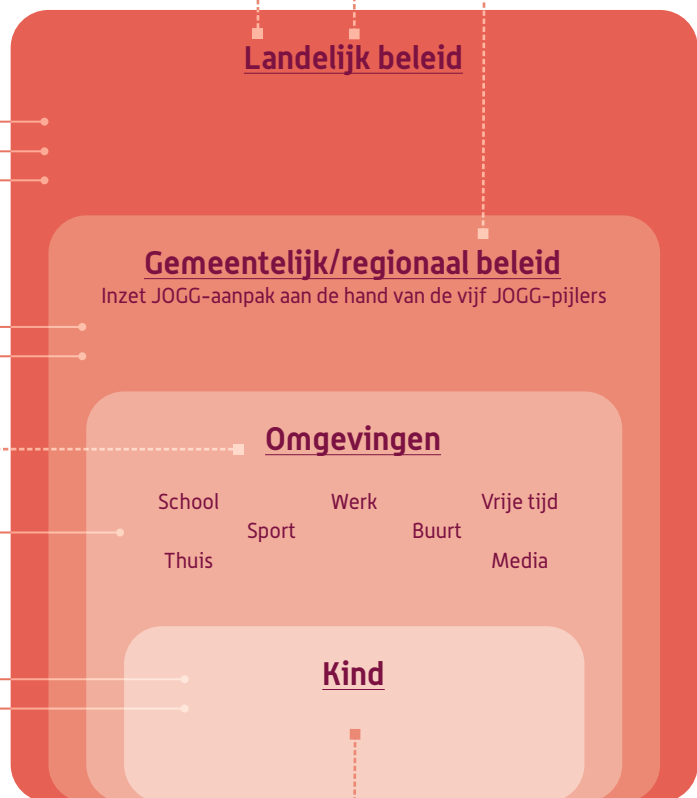 Landelijk beleid
Gemeentelijk/regionaal beleid
Inzet JOGG-aanpak aan de hand van de vijf JOGG-pijlers
Omgevingen
School Werk Vrije tijd
Sport Buurt
Thuis Media
Kind